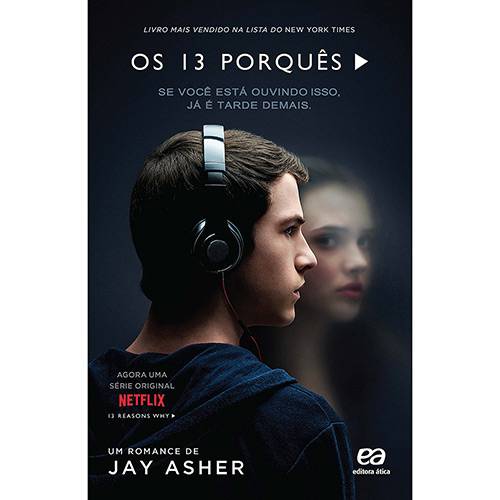 LIVRO MAIS VENDIDO NA LISTA DO NEW YORK TIMES
OS 13 PORQUÊS
SE VOCÊ ESTÁ OUVINDO ISSO,
JÁ É TARDE DEMAIS.
AGORA UMA
SÉRIE ORIGINAL
NETFLIX
13 REASONS WHY
UM ROMANCE DE
JAY ASHER
ea
editora ática